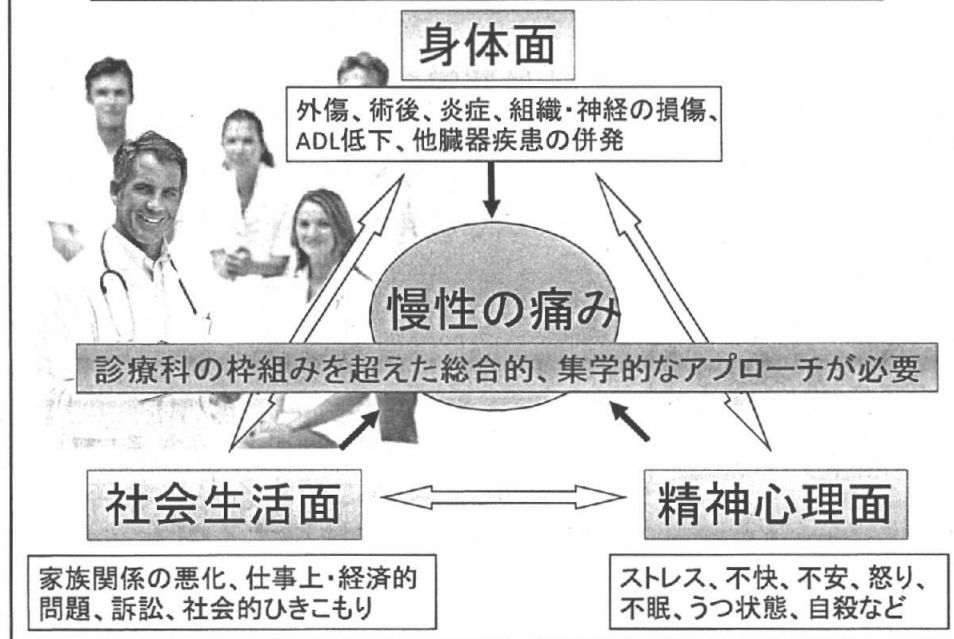 身体面
外傷、術後、炎症、組織・神経の損傷、
ADL低下、他臓器疾患の併発
慢性の痛み
診療科の枠組みを超えた総合的、集学的なアプローチが必要
社会生活面
精神心理面
家族関係の悪化、仕事上・経済的
問題、訴訟、社会的ひきこもり
ストレス、不快、不安、怒り、
不眠、うつ状態、自殺など